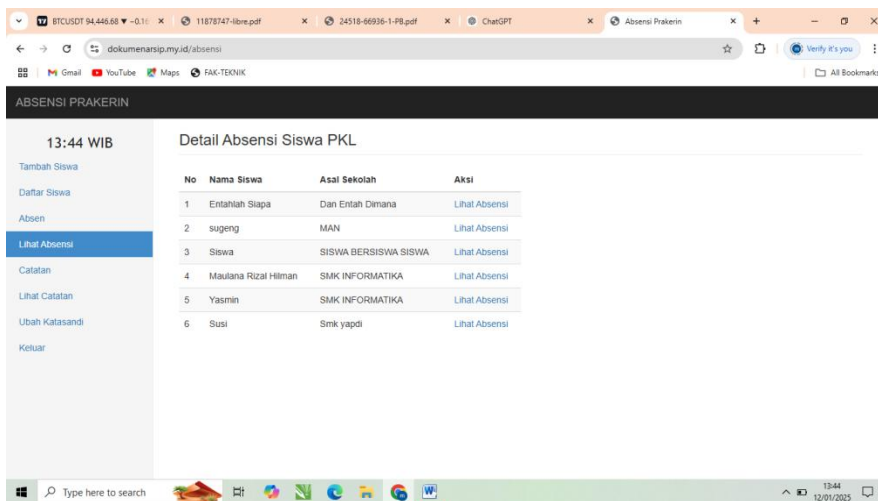 BTCUSDT 94,446.68 ▼ −0.1
11878747-libre.pdf
24518-66936-1-PB.pdf
ChatGPT
Absensi Prakerin
dokumenarsip.my.id/absensi
Verify it's you
Gmail YouTube Maps FAK-TEKNIK
All Bookmarks
ABSENSI PRAKERIN
13:44 WIB
Tambah Siswa
Daftar Siswa
Absen
Lihat Absensi
Catatan
Lihat Catatan
Ubah Katasandi
Keluar
Detail Absensi Siswa PKL
No Nama Siswa Asal Sekolah Aksi
1 Entahlah Siapa Dan Entah Dimana Lihat Absensi
2 sugeng MAN Lihat Absensi
3 Siswa SISWA BERSISWA SISWA Lihat Absensi
4 Maulana Rizal Hilman SMK INFORMATIKA Lihat Absensi
5 Yasmin SMK INFORMATIKA Lihat Absensi
6 Susi Smk yapdi Lihat Absensi
Type here to search
13:44
12/01/2025